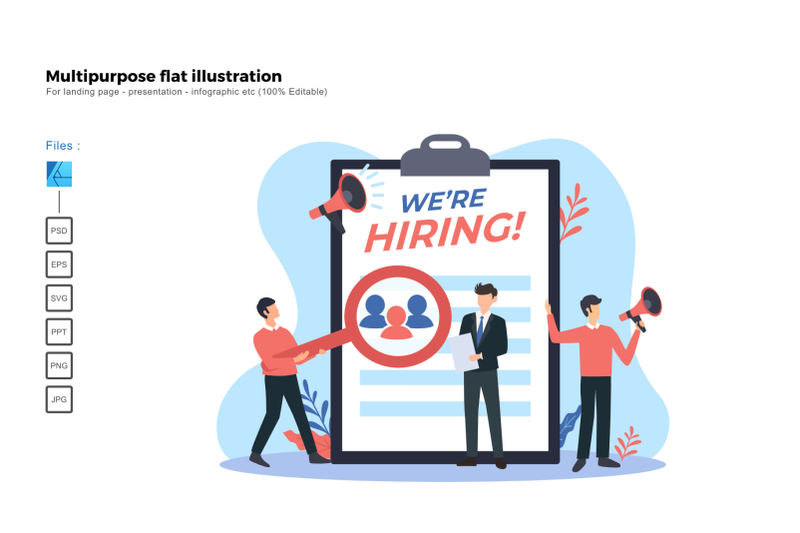 Multipurpose flat illustration
For landing page - presentation - infographic etc (100% Editable)
Files :
PSD
EPS
SVG
PPT
PNG
JPG
WE'RE
HIRING!